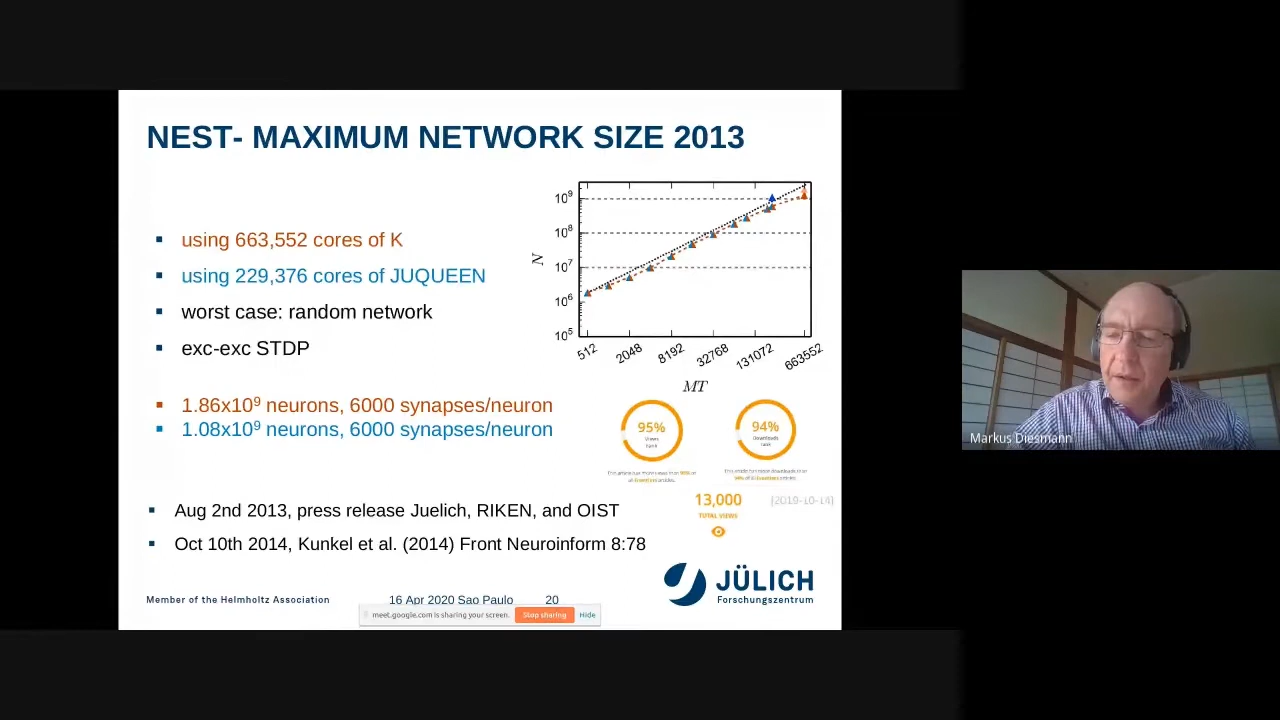 NEST- MAXIMUM NETWORK SIZE 2013
using 663,552 cores of K
using 229,376 cores of JUQUEEN
worst case: random network
exc-exc STDP
1.86x10⁹ neurons, 6000 synapses/neuron
1.08x10⁹ neurons, 6000 synapses/neuron
10⁹
10⁸
10⁷
10⁶
10⁵
N
512 2048 8192 32768 131072 663552
MT
95%
Views
94%
Downloads
13,000
TOTAL VIEWS
[2019-10-14]
Aug 2nd 2013, press release Juelich, RIKEN, and OIST
Oct 10th 2014, Kunkel et al. (2014) Front Neuroinform 8:78
JÜLICH
Forschungszentrum
Member of the Helmholtz Association
16 Apr 2020 Sao Paulo 20
meet.google.com is sharing your screen. Stop sharing Hide
Markus Diesmann